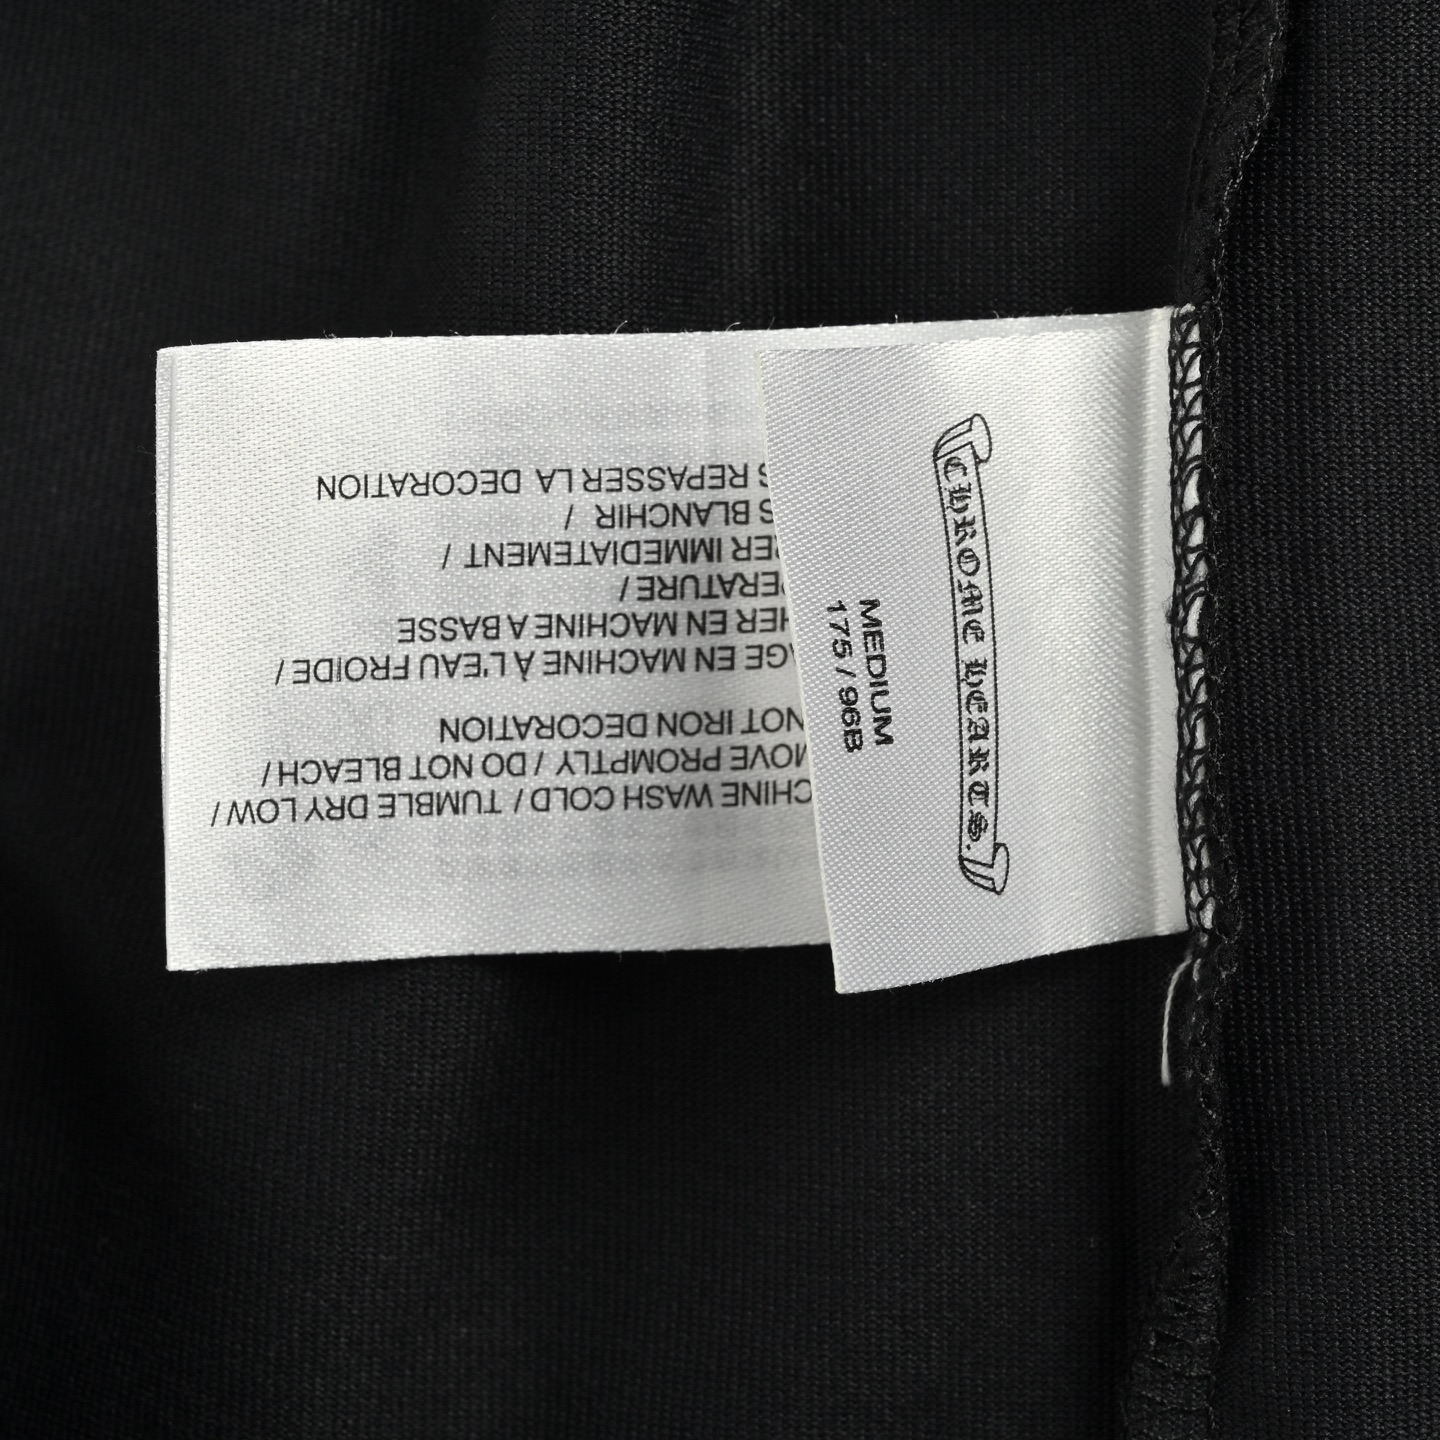 CHROME HEARTS.
MEDIUM
175 / 96B
CHINE WASH COLD / TUMBLE DRY LOW /
MOVE PROMPTLY / DO NOT BLEACH /
NOT IRON DECORATION
GE EN MACHINE À L'EAU FROIDE /
HER EN MACHINE A BASSE
PERATURE /
ER IMMEDIATEMENT /
S BLANCHIR /
S REPASSER LA DECORATION